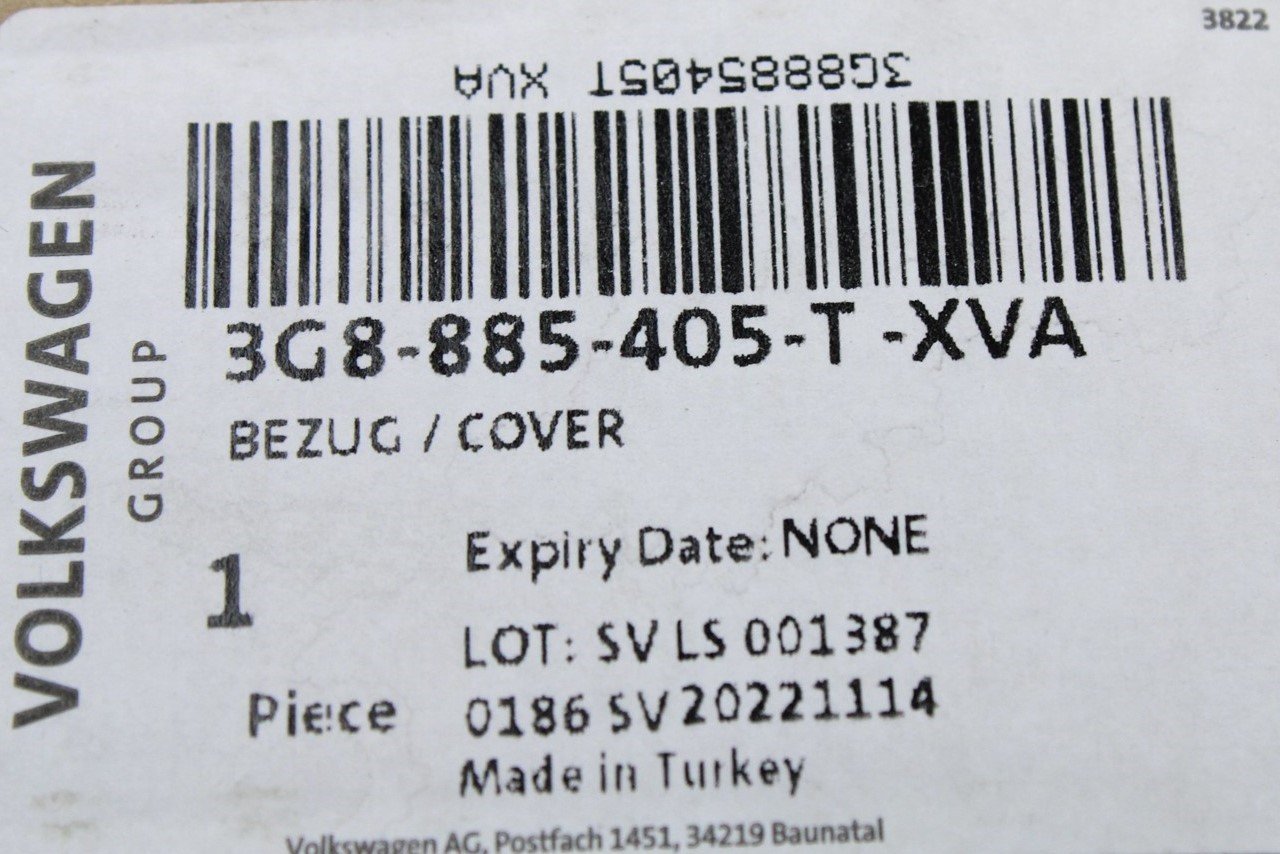 3822
3G8885405T XVA
VOLKSWAGEN
GROUP
3G8-885-405-T -XVA
BEZUG / COVER
Expiry Date: NONE
1
LOT: SV LS 001387
Piece
0186 SV 20221114
Made in Turkey
Volkswagen AG, Postfach 1451, 34219 Baunatal